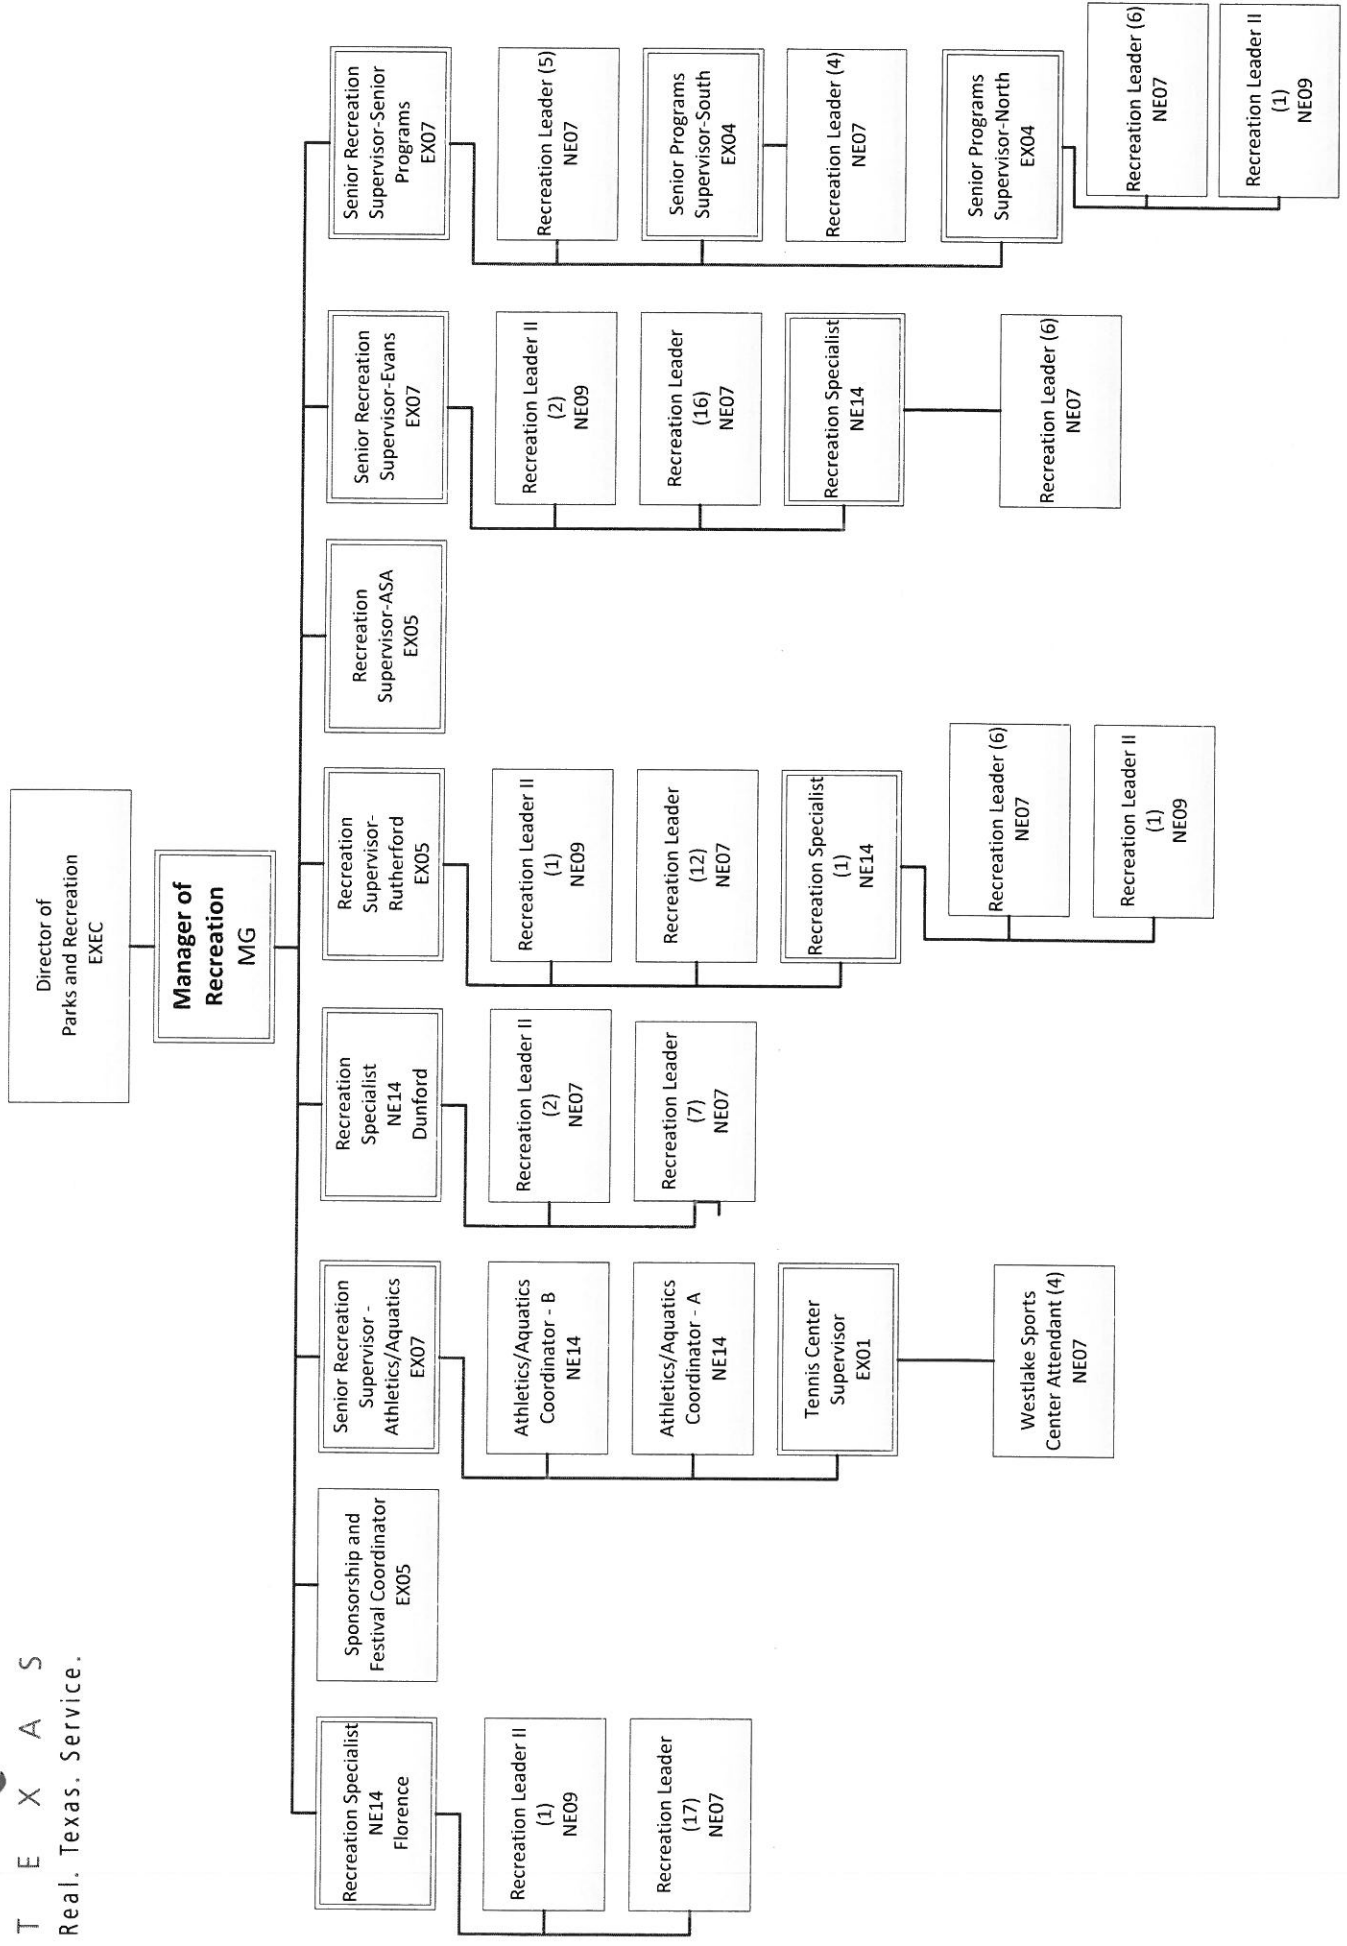 T E X A S
Real. Texas. Service.
Director of
Parks and Recreation
EXEC
Manager of
Recreation
MG
Recreation Specialist
NE14
Florence
Recreation Leader II
(1)
NE09
Recreation Leader
(17)
NE07
Sponsorship and
Festival Coordinator
EX05
Senior Recreation
Supervisor -
Athletics/Aquatics
EX07
Athletics/Aquatics
Coordinator - B
NE14
Athletics/Aquatics
Coordinator - A
NE14
Tennis Center
Supervisor
EX01
Westlake Sports
Center Attendant (4)
NE07
Recreation
Specialist
NE14
Dunford
Recreation Leader II
(2)
NE07
Recreation Leader
(7)
NE07
Recreation
Supervisor-
Rutherford
EX05
Recreation Leader II
(1)
NE09
Recreation Leader
(12)
NE07
Recreation Specialist
(1)
NE14
Recreation Leader (6)
NE07
Recreation Leader II
(1)
NE09
Recreation
Supervisor-ASA
EX05
Senior Recreation
Supervisor-Evans
EX07
Recreation Leader II
(2)
NE09
Recreation Leader
(16)
NE07
Recreation Specialist
NE14
Recreation Leader (6)
NE07
Senior Recreation
Supervisor-Senior
Programs
EX07
Recreation Leader (5)
NE07
Senior Programs
Supervisor-South
EX04
Recreation Leader (4)
NE07
Senior Programs
Supervisor-North
EX04
Recreation Leader (6)
NE07
Recreation Leader II
(1)
NE09